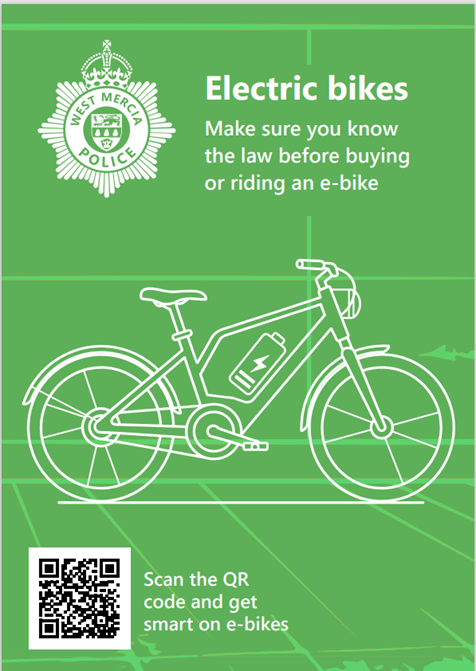 WEST MERCIA
POLICE
Electric bikes
Make sure you know
the law before buying
or riding an e-bike
Scan the QR
code and get
smart on e-bikes